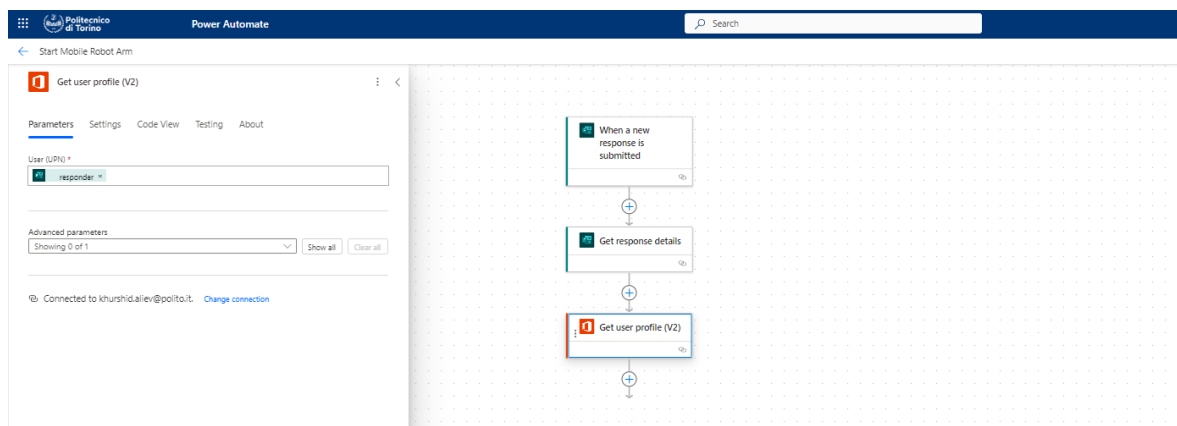 Politecnico
di Torino
Power Automate
Search
Start Mobile Robot Arm
Get user profile (V2)
Parameters Settings Code View Testing About
User (UPN) *
responder ×
Advanced parameters
Showing 0 of 1
Show all
Clear all
Connected to khurshid.aliev@polito.it. Change connection
When a new
response is
submitted
Get response details
Get user profile (V2)